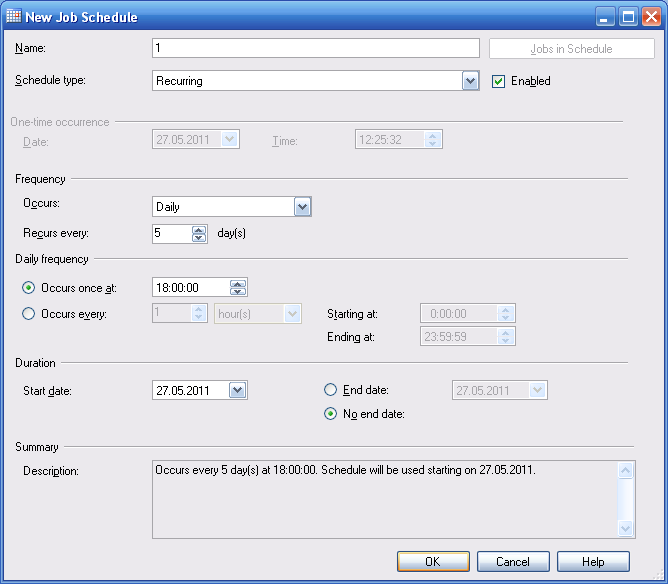 New Job Schedule
Name: 1 Jobs in Schedule
Schedule type: Recurring Enabled
One-time occurrence
Date: 27.05.2011 Time: 12:25:32
Frequency
Occurs: Daily
Recurs every: 5 day(s)
Daily frequency
Occurs once at: 18:00:00
Occurs every: 1 hour(s) Starting at: 0:00:00
Ending at: 23:59:59
Duration
Start date: 27.05.2011 End date: 27.05.2011
No end date:
Summary
Description: Occurs every 5 day(s) at 18:00:00. Schedule will be used starting on 27.05.2011.
OK Cancel Help